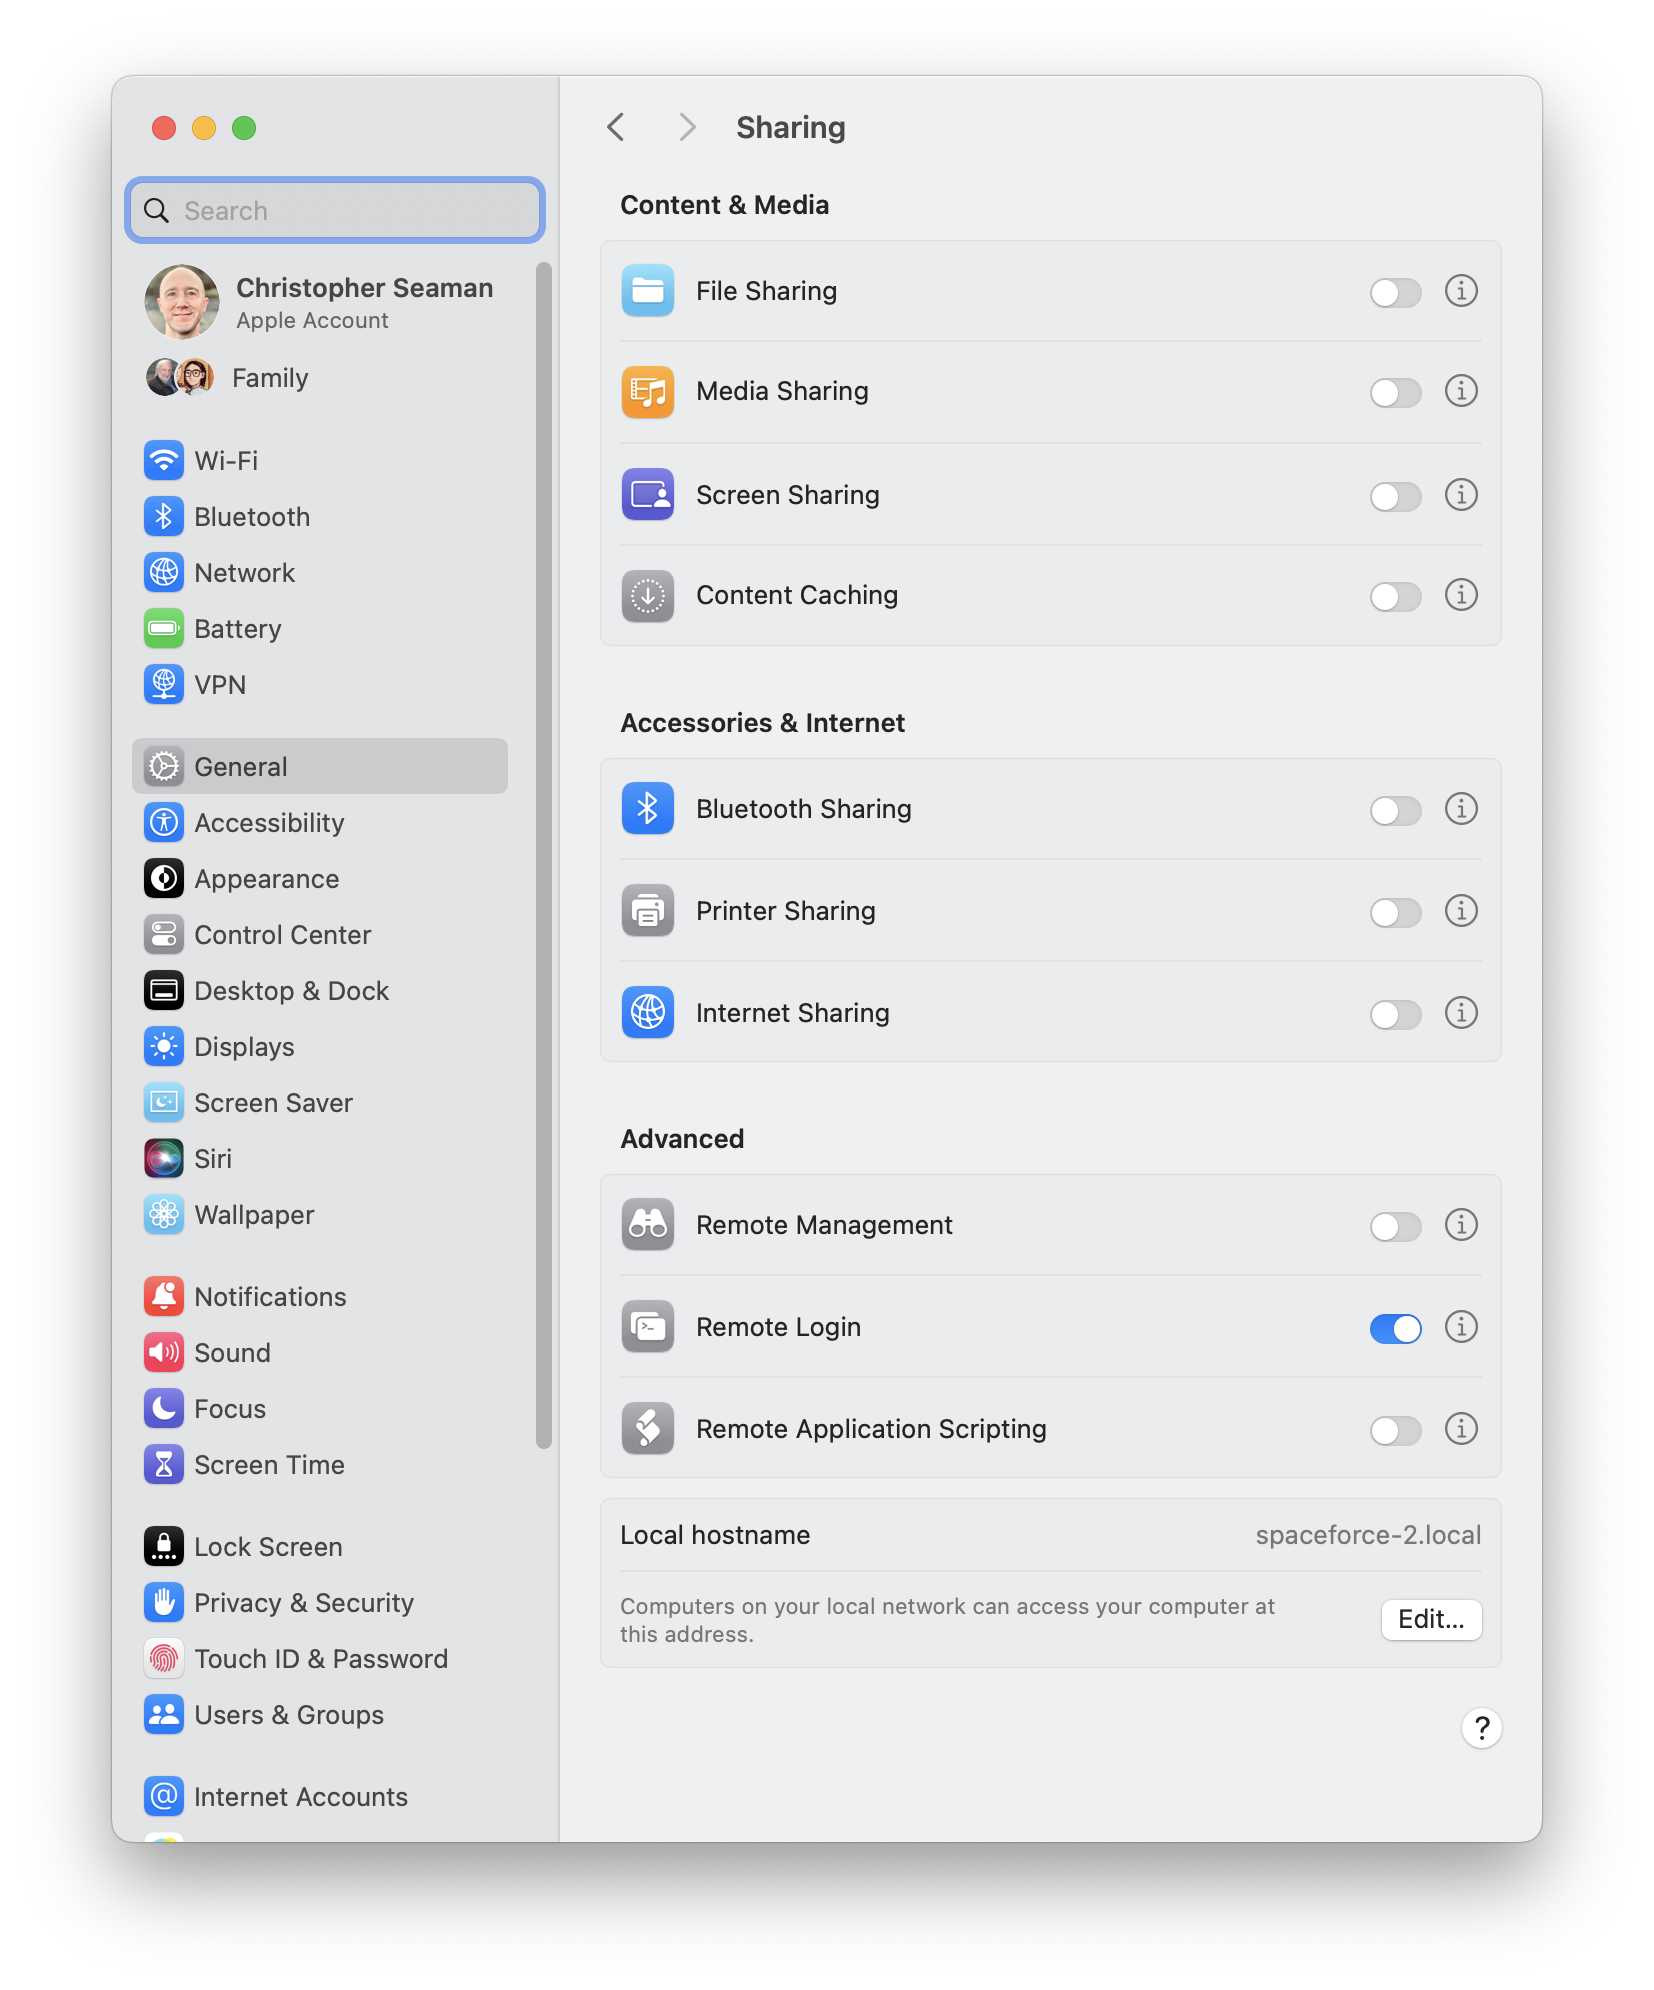 Search
Christopher Seaman
Apple Account
Family
Wi-Fi
Bluetooth
Network
Battery
VPN
General
Accessibility
Appearance
Control Center
Desktop & Dock
Displays
Screen Saver
Siri
Wallpaper
Notifications
Sound
Focus
Screen Time
Lock Screen
Privacy & Security
Touch ID & Password
Users & Groups
Internet Accounts
Sharing
Content & Media
File Sharing
Media Sharing
Screen Sharing
Content Caching
Accessories & Internet
Bluetooth Sharing
Printer Sharing
Internet Sharing
Advanced
Remote Management
Remote Login
Remote Application Scripting
Local hostname spaceforce-2.local
Computers on your local network can access your computer at
this address.
Edit...
?